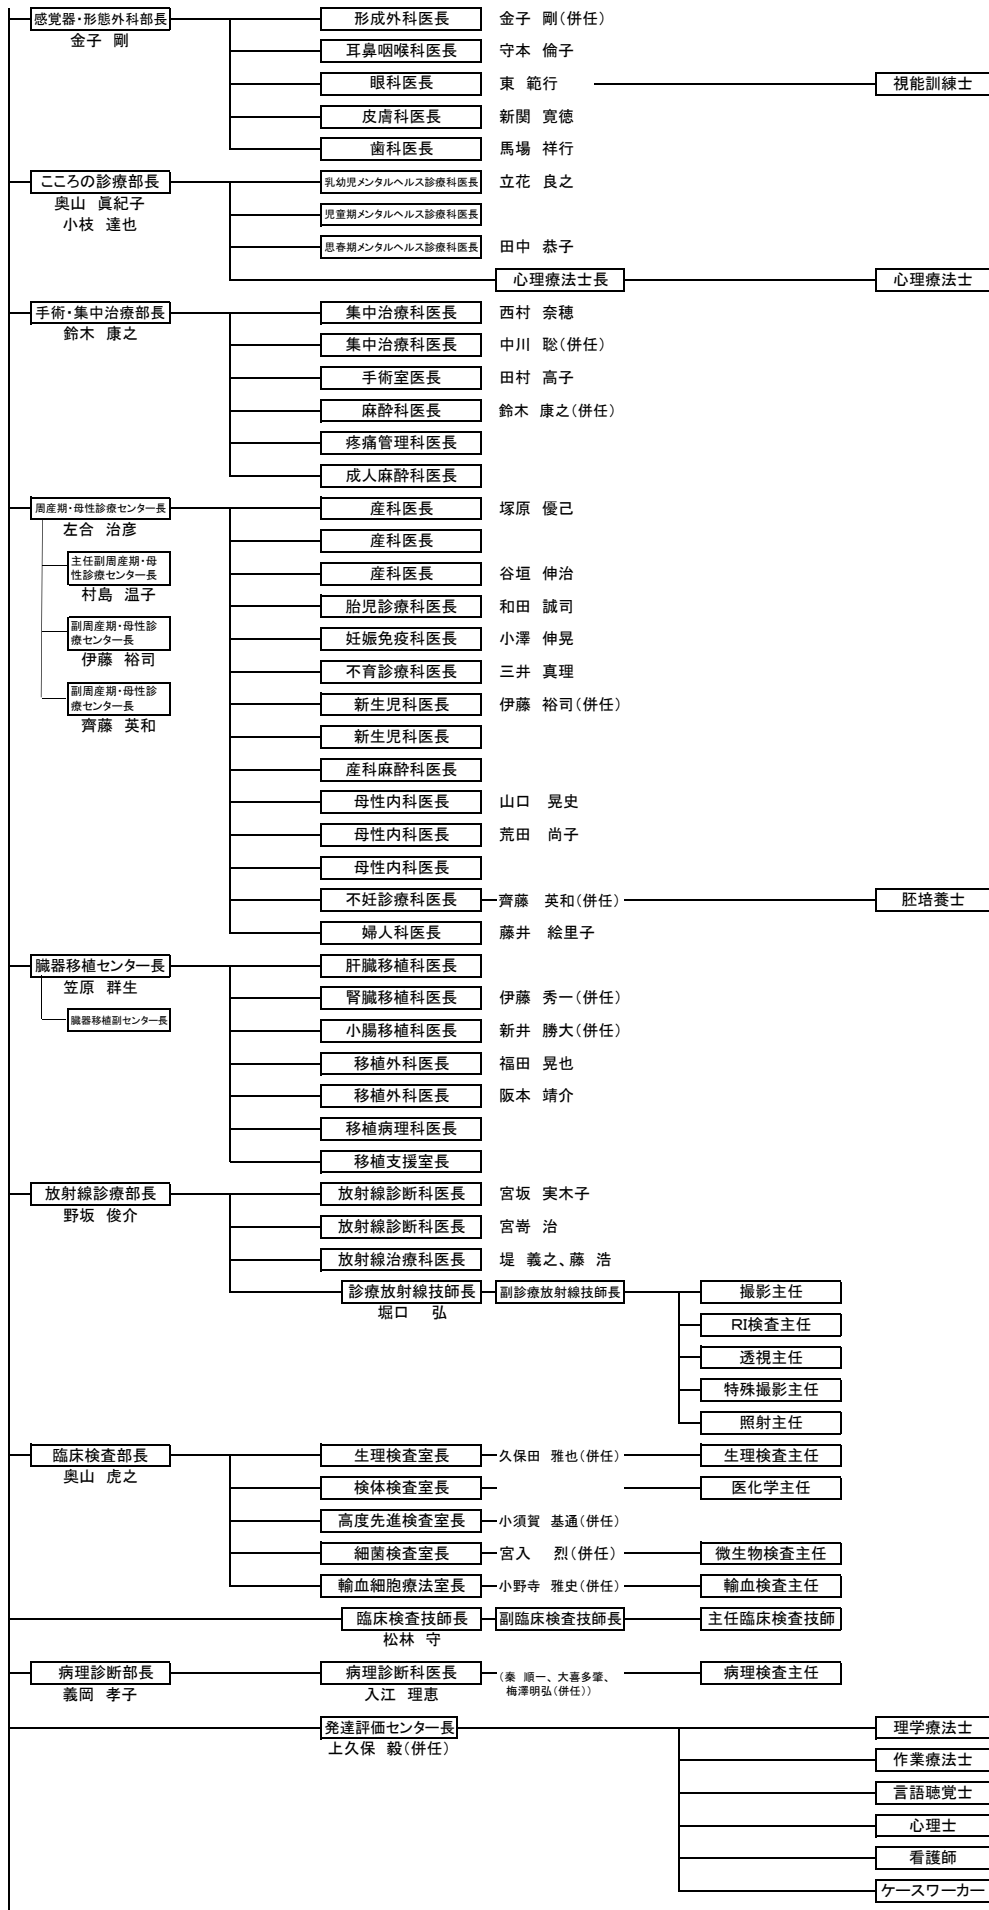 感覚器・形態外科部長 形成外科医長 金子 剛(併任)
金子 剛
耳鼻咽喉科医長 守本 倫子
眼科医長 東 範行 視能訓練士
皮膚科医長 新関 寛徳
歯科医長 馬場 祥行
こころの診療部長 乳幼児メンタルヘルス診療科医長 立花 良之
奥山 眞紀子
児童期メンタルヘルス診療科医長
小枝 達也
思春期メンタルヘルス診療科医長 田中 恭子
心理療法士長 心理療法士
手術・集中治療部長 集中治療科医長 西村 奈穂
鈴木 康之
集中治療科医長 中川 聡(併任)
手術室医長 田村 高子
麻酔科医長 鈴木 康之(併任)
疼痛管理科医長
成人麻酔科医長
周産期・母性診療センター長 産科医長 塚原 優己
左合 治彦
産科医長
主任副周産期・母
性診療センター長
産科医長 谷垣 伸治
村島 温子
胎児診療科医長 和田 誠司
副周産期・母性診
療センター長
妊娠免疫科医長 小澤 伸晃
伊藤 裕司
不育診療科医長 三井 真理
副周産期・母性診
療センター長
新生児科医長 伊藤 裕司(併任)
齊藤 英和
新生児科医長
産科麻酔科医長
母性内科医長 山口 晃史
母性内科医長 荒田 尚子
母性内科医長
不妊診療科医長 齊藤 英和(併任) 胚培養士
婦人科医長 藤井 絵里子
臓器移植センター長 肝臓移植科医長
笠原 群生
腎臓移植科医長 伊藤 秀一(併任)
臓器移植副センター長 小腸移植科医長 新井 勝大(併任)
移植外科医長 福田 晃也
移植外科医長 阪本 靖介
移植病理科医長
移植支援室長
放射線診療部長 放射線診断科医長 宮坂 実木子
野坂 俊介
放射線診断科医長 宮嵜 治
放射線治療科医長 堤 義之、藤 浩
診療放射線技師長 副診療放射線技師長 撮影主任
堀口 弘
RI検査主任
透視主任
特殊撮影主任
照射主任
臨床検査部長 生理検査室長 久保田 雅也(併任) 生理検査主任
奥山 虎之
検体検査室長 医化学主任
高度先進検査室長 小須賀 基通(併任)
細菌検査室長 宮入 烈(併任) 微生物検査主任
輸血細胞療法室長 小野寺 雅史(併任) 輸血検査主任
臨床検査技師長 副臨床検査技師長 主任臨床検査技師
松林 守
病理診断部長 病理診断科医長 (秦 順一、大喜多肇、 病理検査主任
梅澤明弘(併任))
義岡 孝子 入江 理恵
発達評価センター長 理学療法士
上久保 毅(併任)
作業療法士
言語聴覚士
心理士
看護師
ケースワーカー